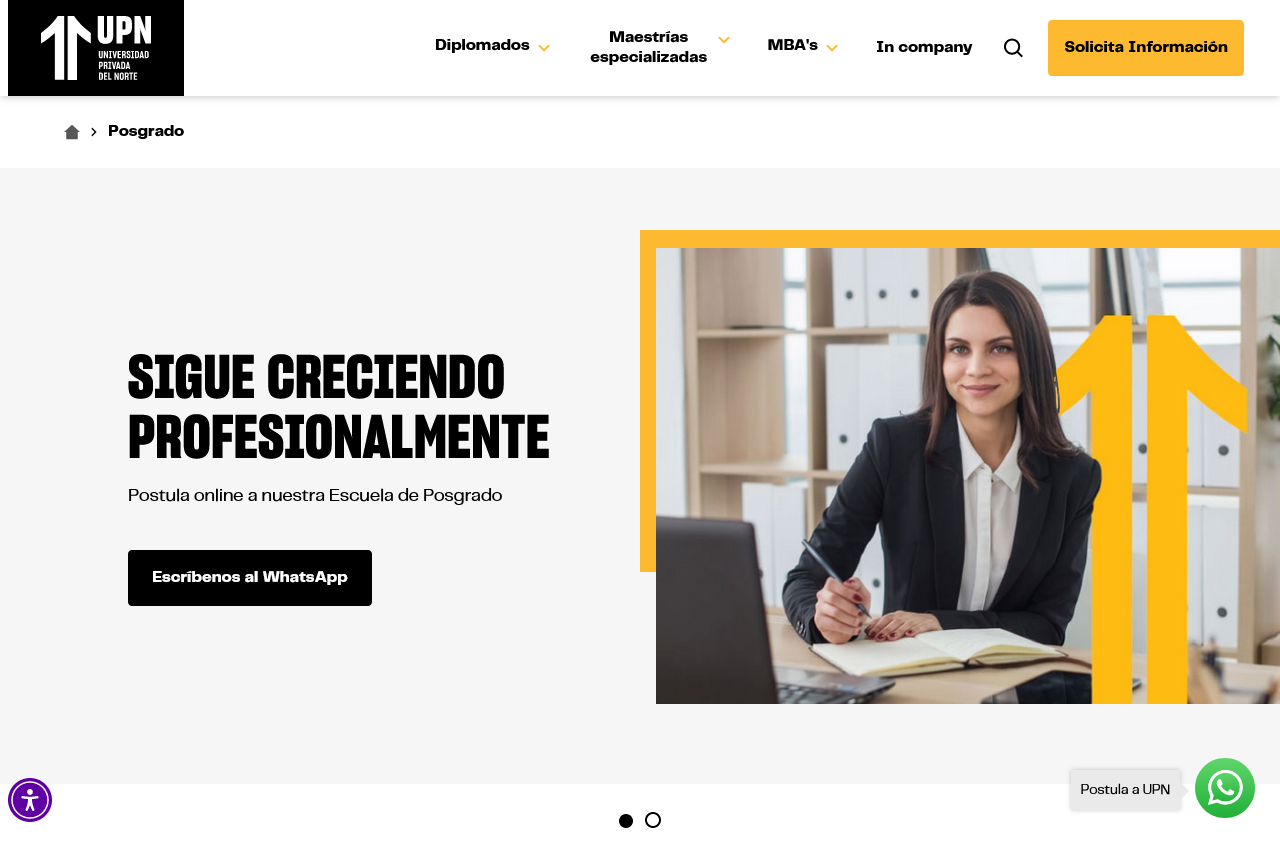 UPN
UNIVERSIDAD
PRIVADA
DEL NORTE
Diplomados
Maestrías
especializadas
MBA's
In company
Solicita Información
Posgrado
SIGUE CRECIENDO
PROFESIONALMENTE
Postula online a nuestra Escuela de Posgrado
Escríbenos al WhatsApp
Postula a UPN